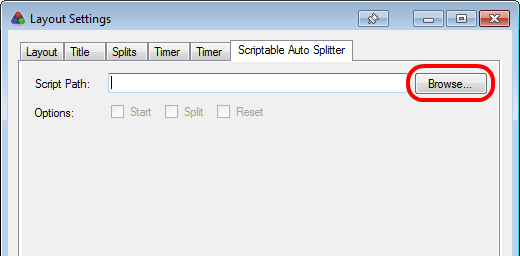 Layout Settings
Layout Title Splits Timer Timer Scriptable Auto Splitter
Script Path: Browse...
Options: Start Split Reset